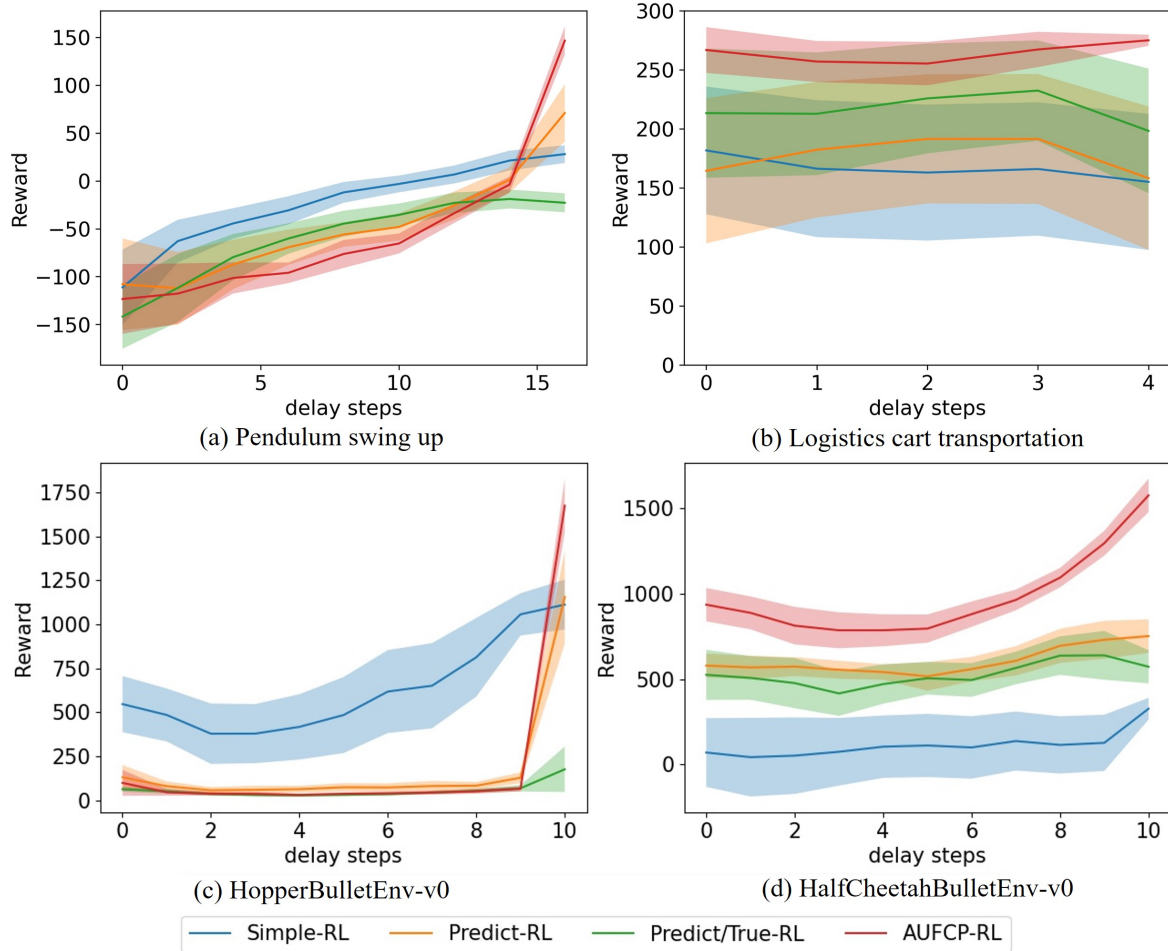 150
100
50
0
−50
−100
−150
Reward
0 5 10 15
delay steps
(a) Pendulum swing up
300
250
200
150
100
50
0
Reward
0 1 2 3 4
delay steps
(b) Logistics cart transportation
1750
1500
1250
1000
750
500
250
0
Reward
0 2 4 6 8 10
delay steps
(c) HopperBulletEnv-v0
1500
1000
500
0
Reward
0 2 4 6 8 10
delay steps
(d) HalfCheetahBulletEnv-v0
Simple-RL Predict-RL Predict/True-RL AUFCP-RL